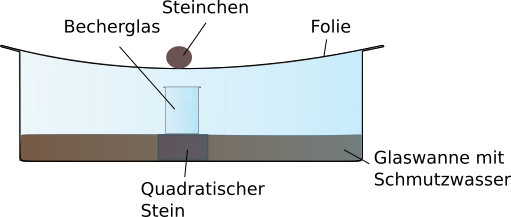 Steinchen
Becherglas
Folie
Glaswanne mit
Schmutzwasser
Quadratischer
Stein